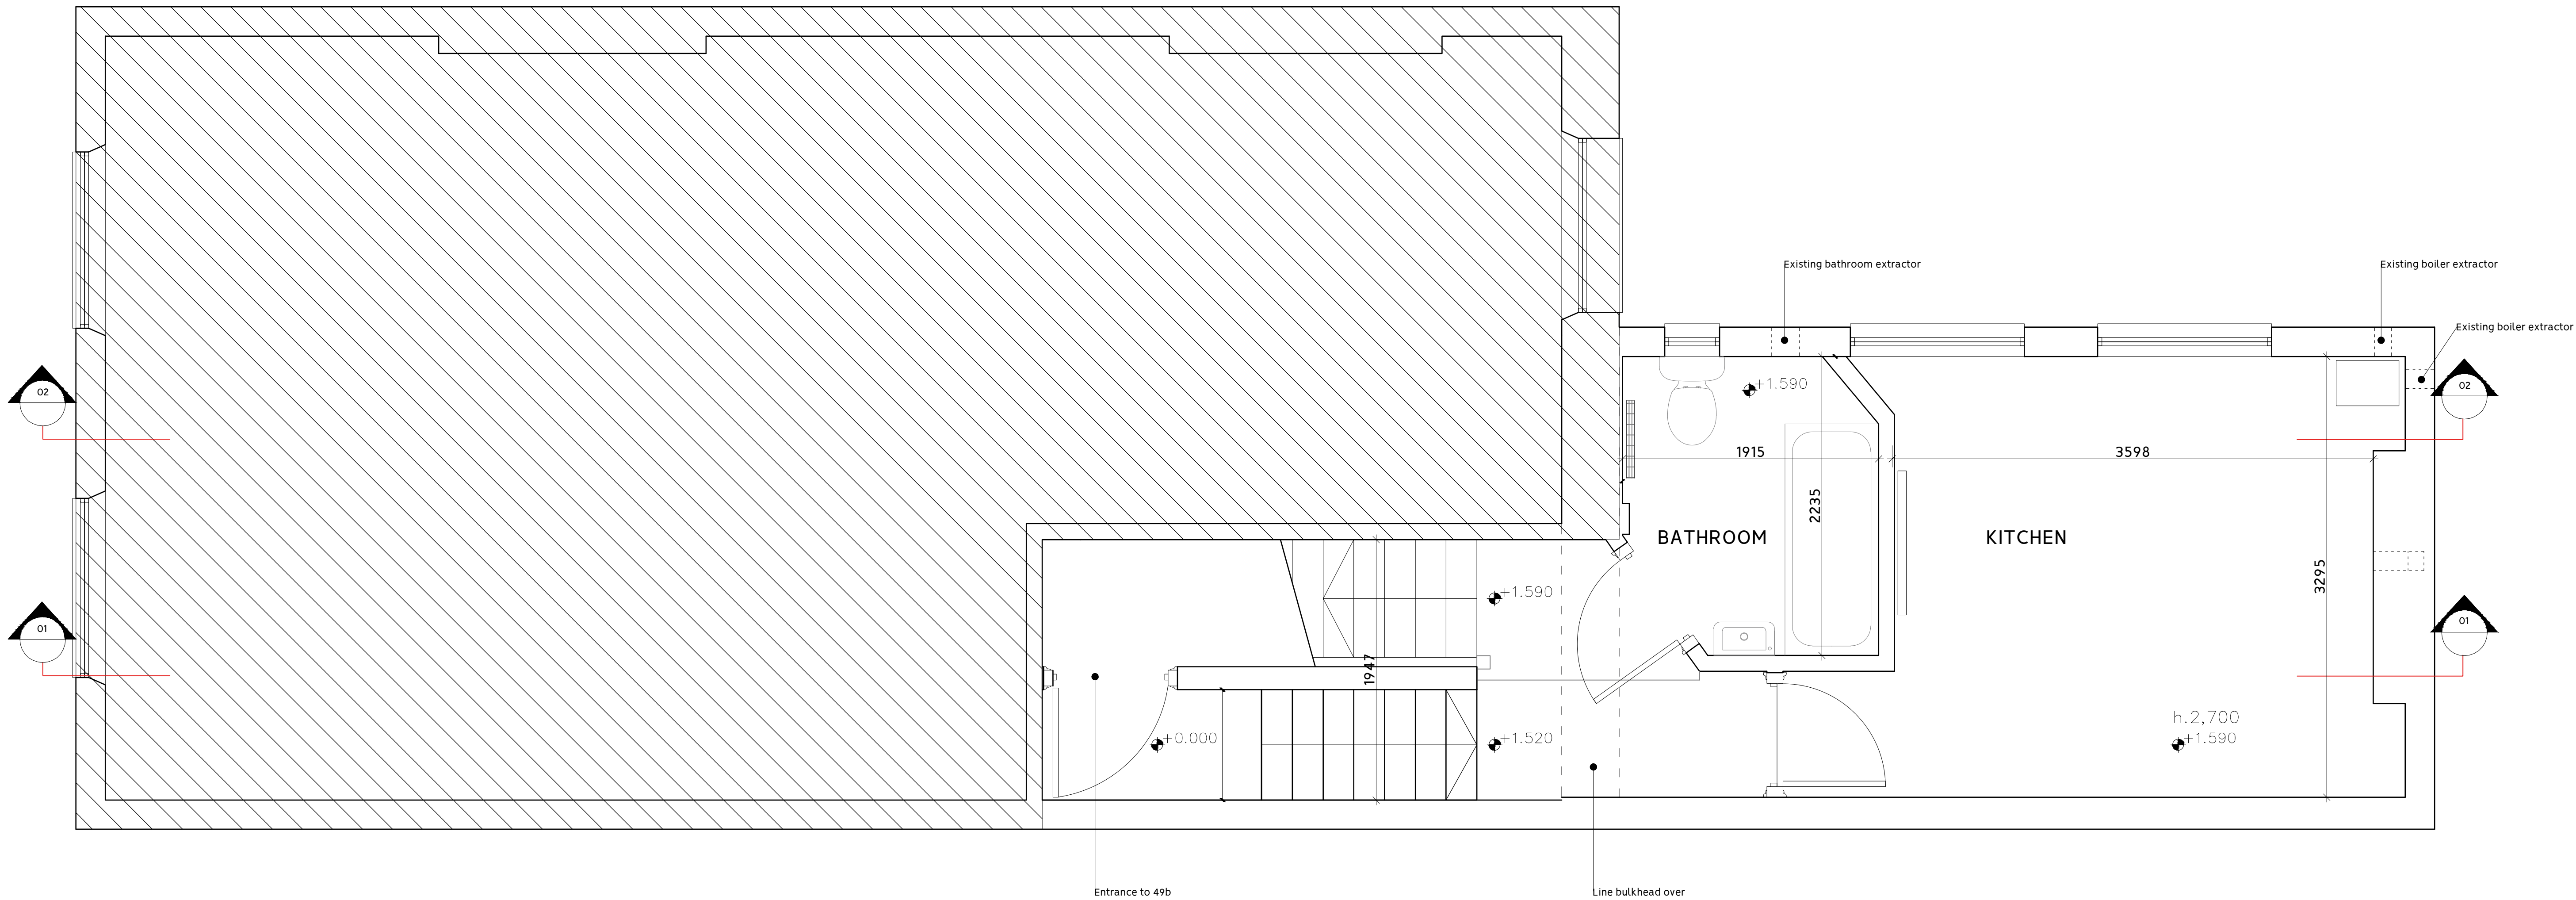 Existing bathroom extractor
Existing boiler extractor
Existing boiler extractor
02
+1.590
02
1915
3598
2235
BATHROOM
KITCHEN
3295
+1.590
01
1947
01
h.2,700
+0.000
+1.520
+1.590
Entrance to 49b
Line bulkhead over